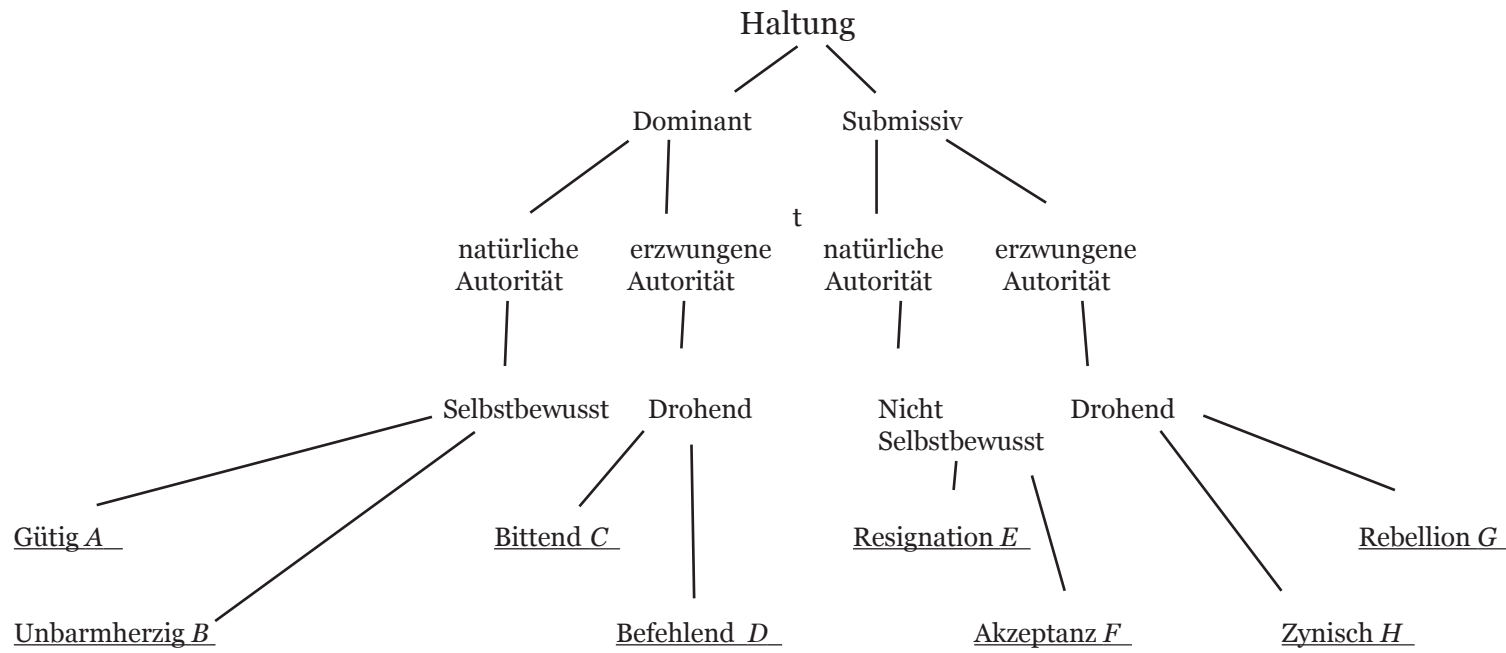 Haltung
Dominant
Submissiv
t
natürliche
Autorität
erzwungene
Autorität
natürliche
Autorität
erzwungene
Autorität
Selbstbewusst
Drohend
Nicht
Selbstbewusst
Drohend
Gütig A
Bittend C
Resignation E
Rebellion G
Unbarmherzig B
Befehlend D
Akzeptanz F
Zynisch H